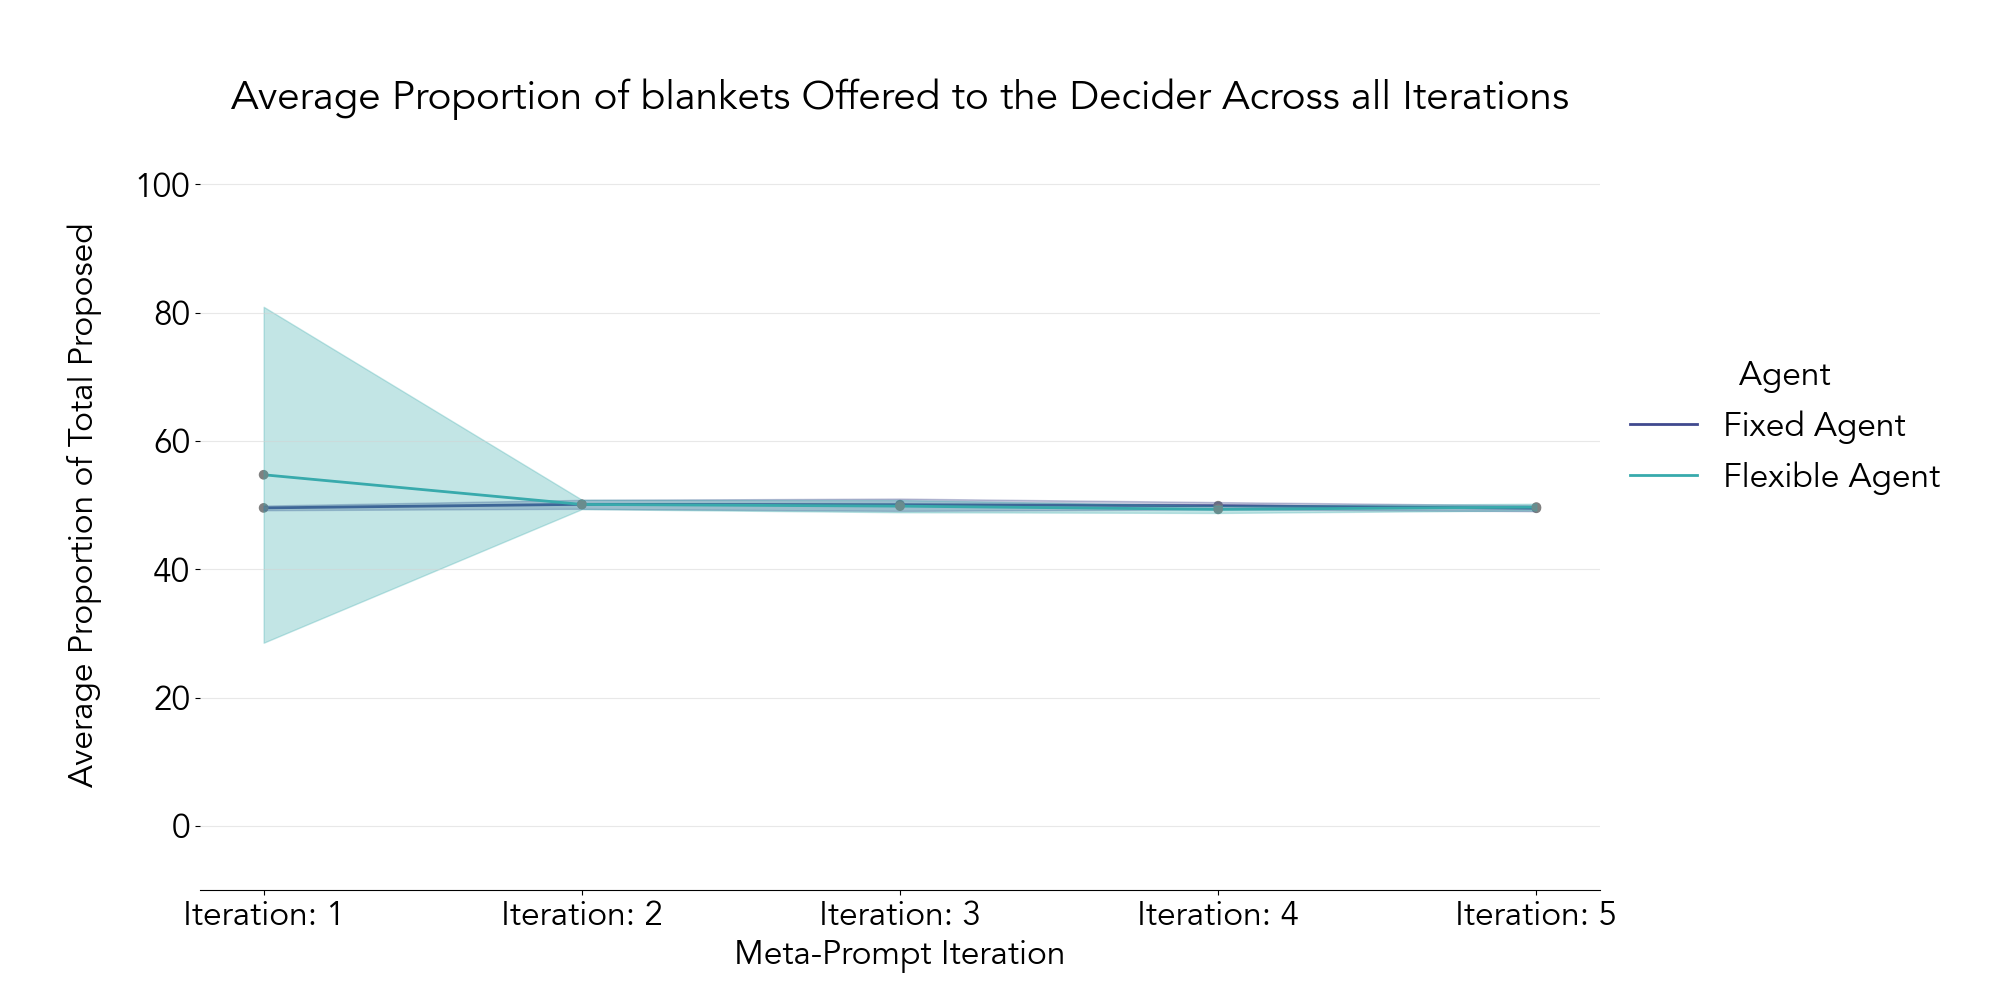 Average Proportion of blankets Offered to the Decider Across all Iterations
Average Proportion of Total Proposed
100
80
60
40
20
0
Iteration: 1
Iteration: 2
Iteration: 3
Iteration: 4
Iteration: 5
Meta-Prompt Iteration
Agent
Fixed Agent
Flexible Agent